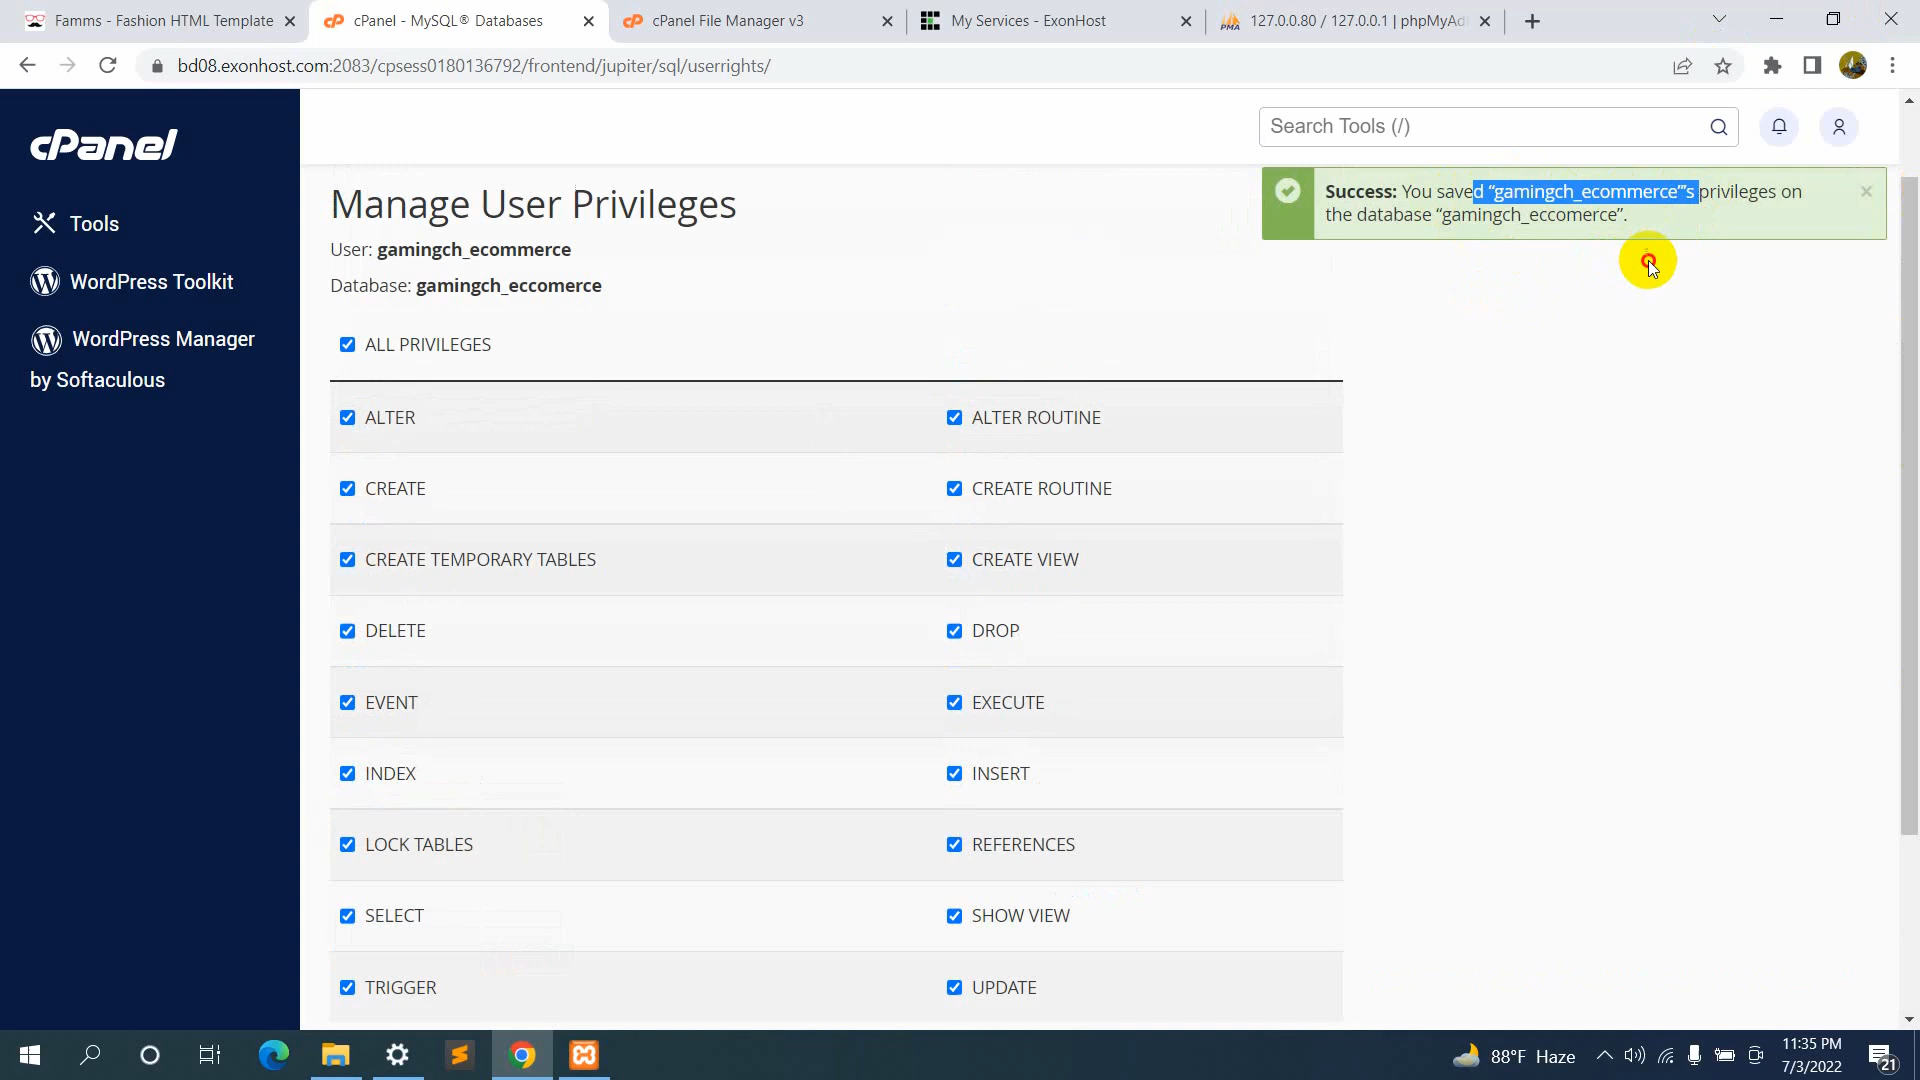 Famms - Fashion HTML Template
cPanel - MySQL® Databases
cPanel File Manager v3
My Services - ExonHost
127.0.0.80 / 127.0.0.1 | phpMyAd
bd08.exonhost.com:2083/cpsess0180136792/frontend/jupiter/sql/userrights/
cPanel
Search Tools (/)
Tools
WordPress Toolkit
WordPress Manager
by Softaculous
Success: You saved “gamingch_ecommerce”’s privileges on
the database “gamingch_eccomerce”.
Manage User Privileges
User: gamingch_ecommerce
Database: gamingch_eccomerce
ALL PRIVILEGES
ALTER
ALTER ROUTINE
CREATE
CREATE ROUTINE
CREATE TEMPORARY TABLES
CREATE VIEW
DELETE
DROP
EVENT
EXECUTE
INDEX
INSERT
LOCK TABLES
REFERENCES
SELECT
SHOW VIEW
TRIGGER
UPDATE
88°F Haze
11:35 PM
7/3/2022
21